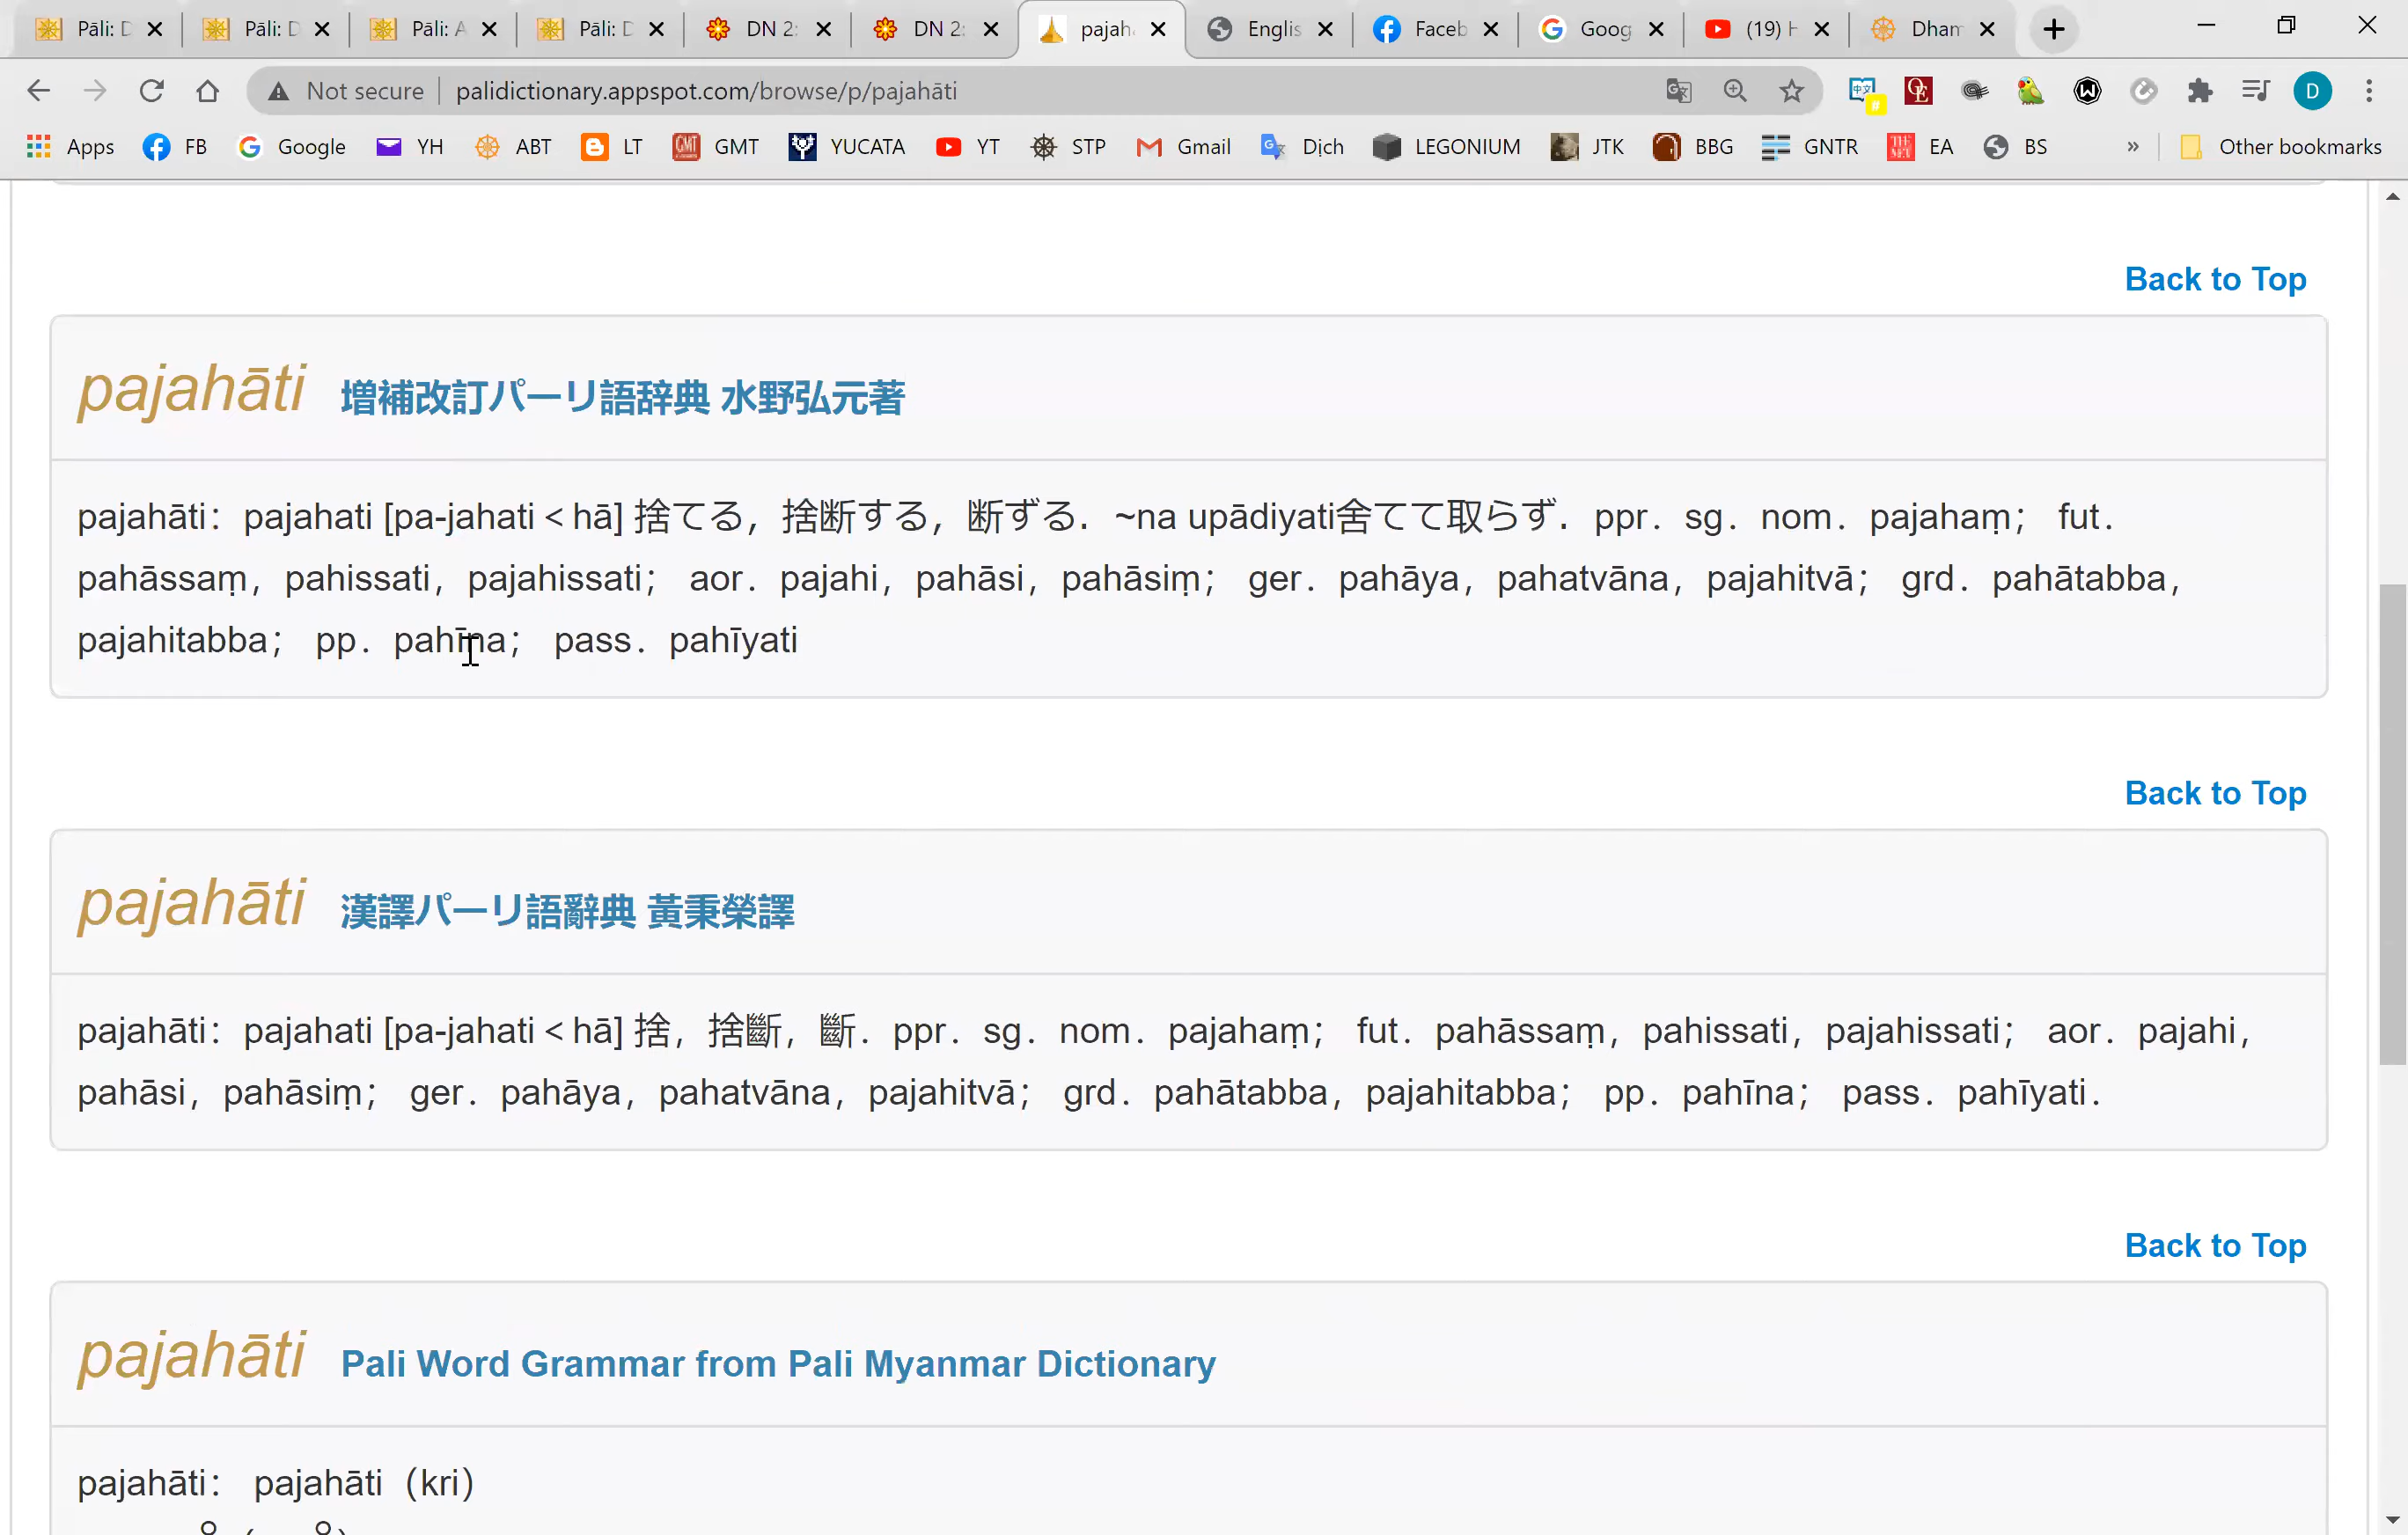 Pāli: D Pāli: D Pāli: A Pāli: D DN 2: DN 2: pajah Englis Faceb Goog (19) H Dham
Not secure palidictionary.appspot.com/browse/p/pajahāti D
Apps FB Google YH ABT LT GMT YUCATA YT STP Gmail Dịch LEGONIUM JTK BBG GNTR EA BS » Other bookmarks
Back to Top
pajahāti 増補改訂パーリ語辞典 水野弘元著
pajahāti： pajahati [pa-jahati < hā] 捨てる，捨断する，断ずる．~na upādiyati舍てて取らず．ppr．sg．nom．pajahaṃ； fut．
pahāssaṃ，pahissati，pajahissati； aor．pajahi，pahāsi，pahāsiṃ； ger．pahāya，pahatvāna，pajahitvā； grd．pahātabba，
pajahitabba； pp．pahīna； pass．pahīyati
Back to Top
pajahāti 漢譯パーリ語辭典 黃秉榮譯
pajahāti： pajahati [pa-jahati < hā] 捨，捨斷，斷．ppr．sg．nom．pajahaṃ； fut．pahāssaṃ，pahissati，pajahissati； aor．pajahi，
pahāsi，pahāsiṃ； ger．pahāya，pahatvāna，pajahitvā； grd．pahātabba，pajahitabba； pp．pahīna； pass．pahīyati．
Back to Top
pajahāti Pali Word Grammar from Pali Myanmar Dictionary
pajahāti： pajahāti（kri）